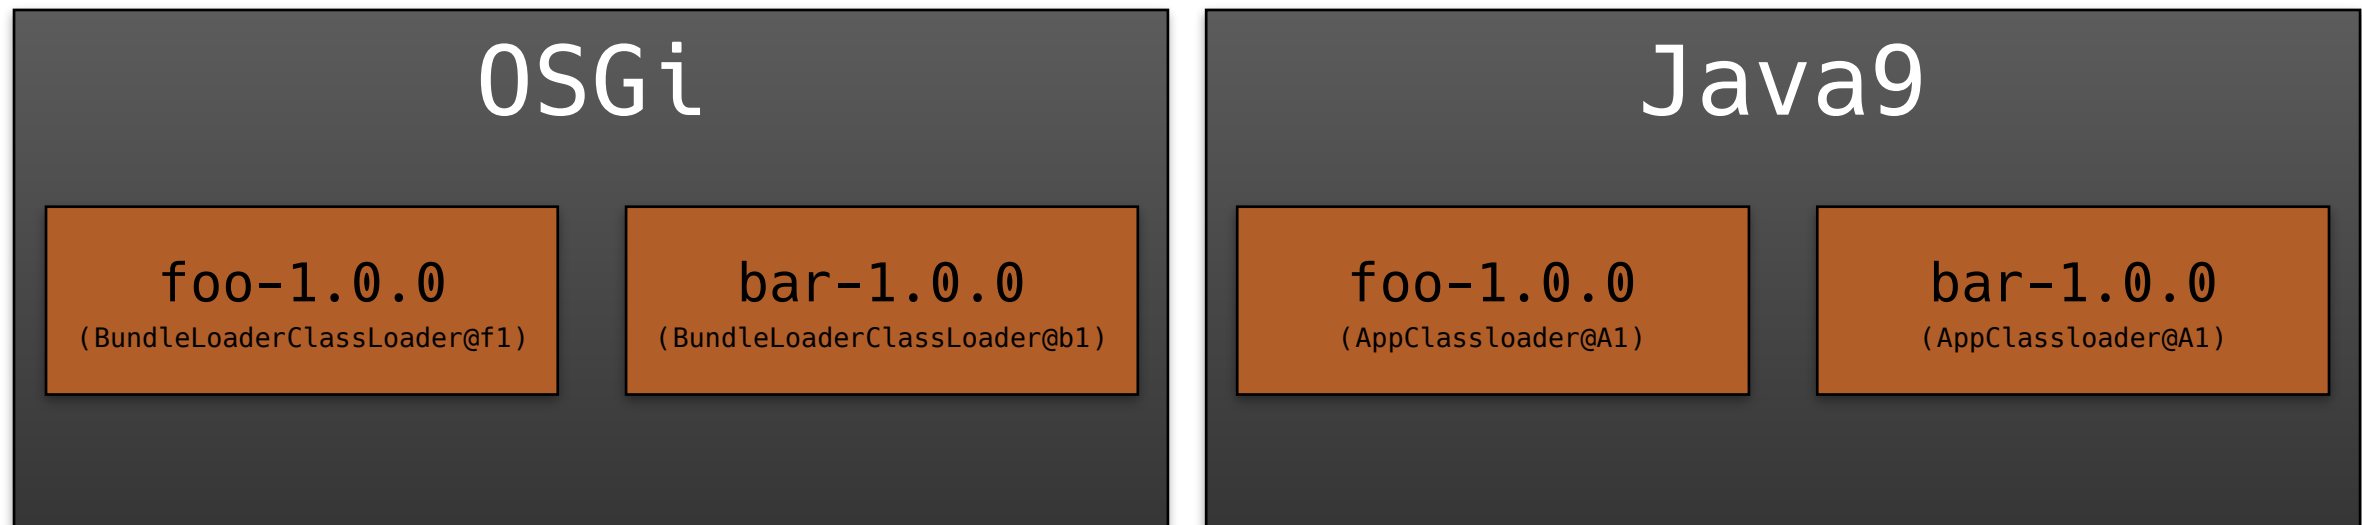 OSGi
foo-1.0.0
(BundleLoaderClassLoader@f1)
bar-1.0.0
(BundleLoaderClassLoader@b1)
Java9
foo-1.0.0
(AppClassloader@A1)
bar-1.0.0
(AppClassloader@A1)